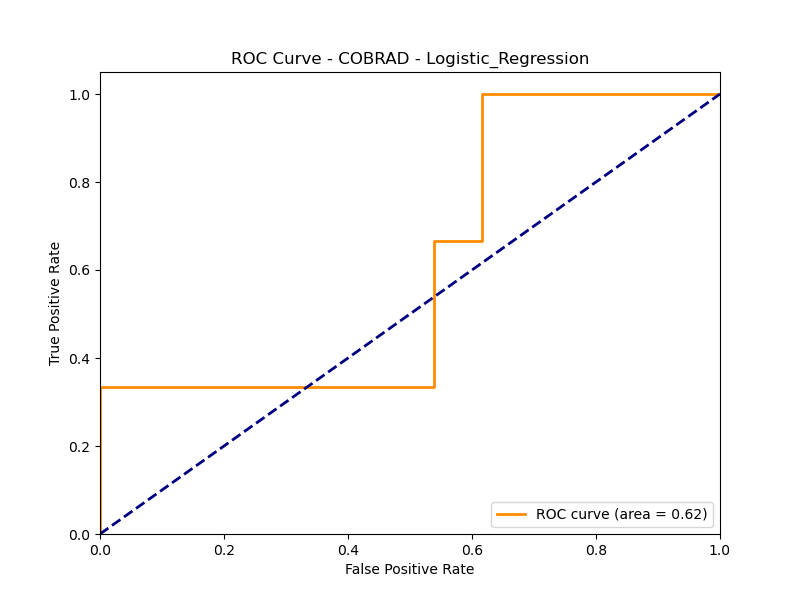 ROC Curve - COBRAD - Logistic_Regression
True Positive Rate
1.0
0.8
0.6
0.4
0.2
0.0
ROC curve (area = 0.62)
0.0 0.2 0.4 0.6 0.8 1.0
False Positive Rate